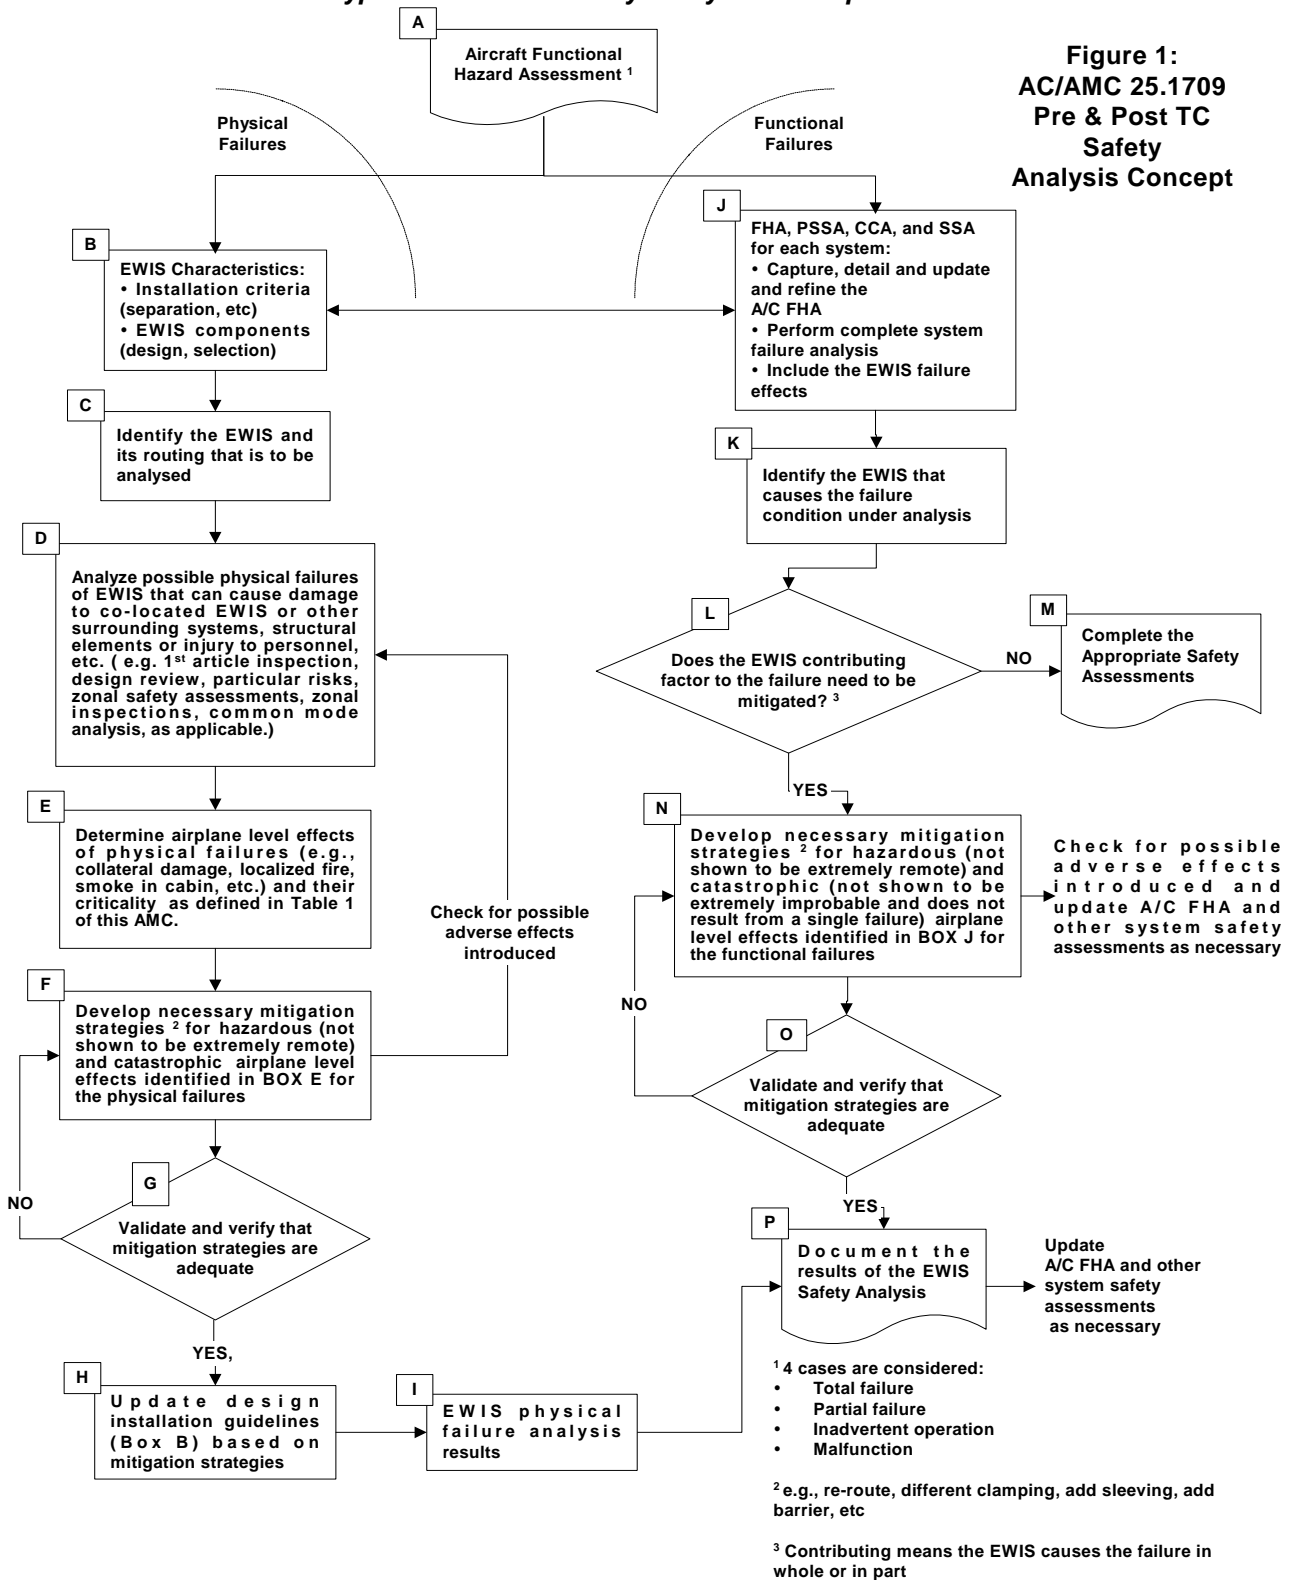 A
Aircraft Functional
Hazard Assessment 1
Figure 1:
AC/AMC 25.1709
Pre & Post TC
Safety
Analysis Concept
Physical
Failures
Functional
Failures
B
EWIS Characteristics:
• Installation criteria
(separation, etc)
• EWIS components
(design, selection)
J
FHA, PSSA, CCA, and SSA
for each system:
• Capture, detail and update
and refine the
A/C FHA
• Perform complete system
failure analysis
• Include the EWIS failure
effects
C
Identify the EWIS and
its routing that is to be
analysed
K
Identify the EWIS that
causes the failure
condition under analysis
D
Analyze possible physical failures
of EWIS that can cause damage
to co-located EWIS or other
surrounding systems, structural
elements or injury to personnel,
etc. ( e.g. 1st article inspection,
design review, particular risks,
zonal safety assessments, zonal
inspections, common mode
analysis, as applicable.)
L
Does the EWIS contributing
factor to the failure need to be
mitigated? 3
NO
M
Complete the
Appropriate Safety
Assessments
YES
E
Determine airplane level effects
of physical failures (e.g.,
collateral damage, localized fire,
smoke in cabin, etc.) and their
criticality as defined in Table 1
of this AMC.
Check for possible
adverse effects
introduced
N
Develop necessary mitigation
strategies 2 for hazardous (not
shown to be extremely remote) and
catastrophic (not shown to be
extremely improbable and does not
result from a single failure) airplane
level effects identified in BOX J for
the functional failures
Check for possible
adverse effects
introduced and
update A/C FHA and
other system safety
assessments as necessary
F
Develop necessary mitigation
strategies 2 for hazardous (not
shown to be extremely remote)
and catastrophic airplane level
effects identified in BOX E for
the physical failures
NO
O
Validate and verify that
mitigation strategies are
adequate
G
NO
Validate and verify that
mitigation strategies are
adequate
YES
P
Document the
results of the EWIS
Safety Analysis
Update
A/C FHA and other
system safety
assessments
as necessary
YES,
H
Update design
installation guidelines
(Box B) based on
mitigation strategies
I
EWIS physical
failure analysis
results
1 4 cases are considered:
• Total failure
• Partial failure
• Inadvertent operation
• Malfunction
2 e.g., re-route, different clamping, add sleeving, add
barrier, etc
3 Contributing means the EWIS causes the failure in
whole or in part